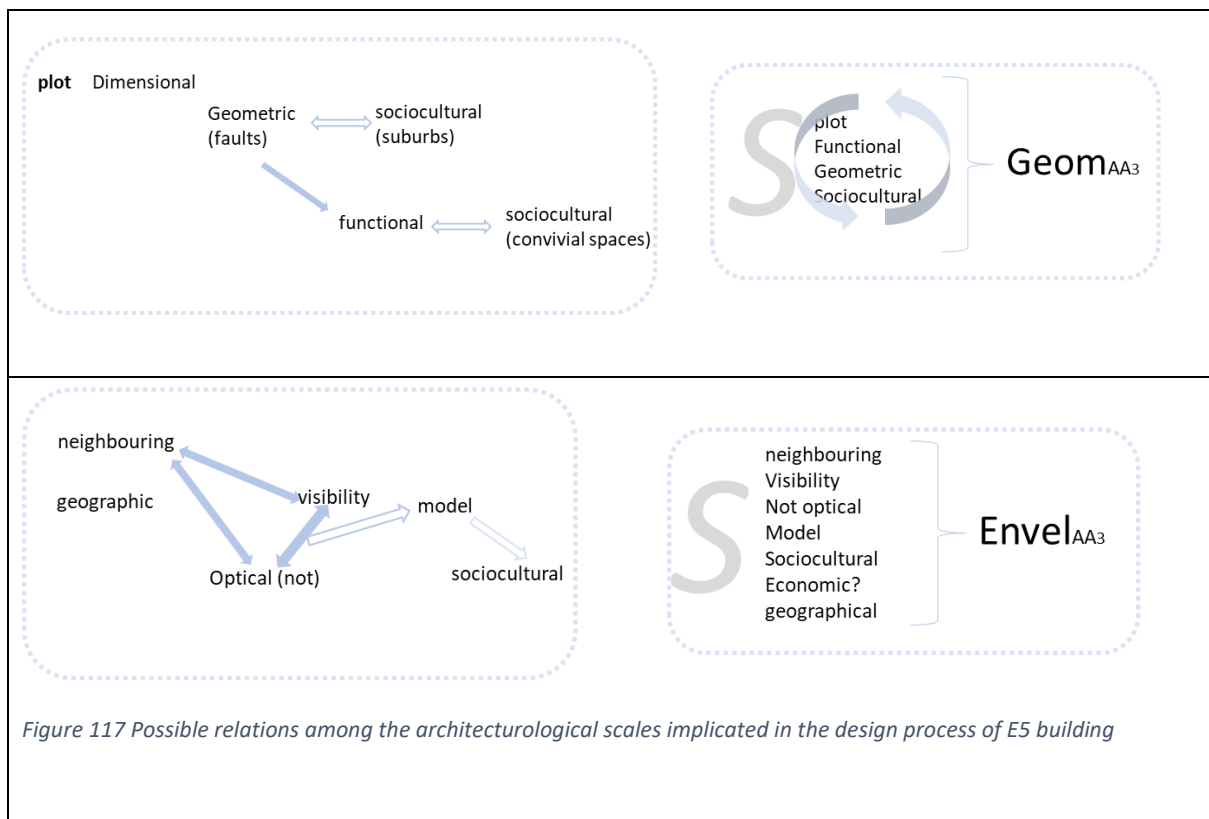 plot Dimensional
Geometric
(faults)
sociocultural
(suburbs)
functional
sociocultural
(convivial spaces)
S
plot
Functional
Geometric
Sociocultural
GeomAA3
neighbouring
geographic
visibility
model
Optical (not)
sociocultural
S
neighbouring
Visibility
Not optical
Model
Sociocultural
Economic?
geographical
EnvelAA3
Figure 117 Possible relations among the architecturological scales implicated in the design process of E5 building